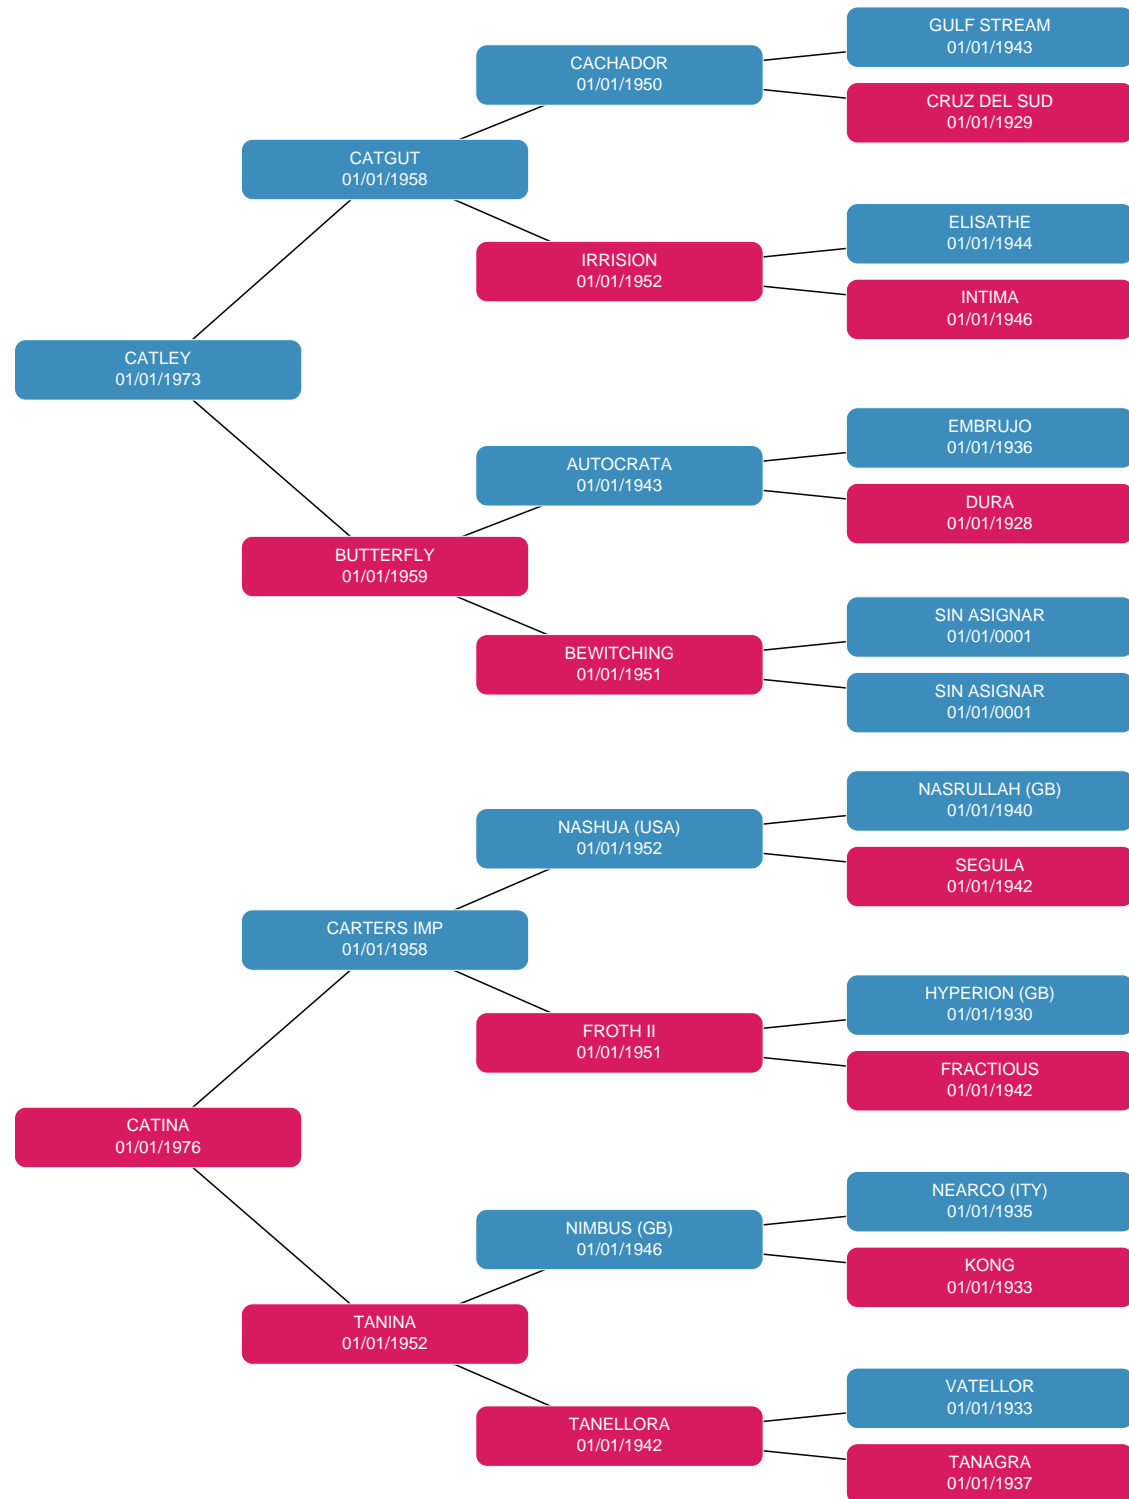 GULF STREAM
01/01/1943
CACHADOR
01/01/1950
CRUZ DEL SUD
01/01/1929
CATGUT
01/01/1958
ELISATHE
01/01/1944
IRRISION
01/01/1952
INTIMA
01/01/1946
CATLEY
01/01/1973
EMBRUJO
01/01/1936
AUTOCRATA
01/01/1943
DURA
01/01/1928
BUTTERFLY
01/01/1959
SIN ASIGNAR
01/01/0001
BEWITCHING
01/01/1951
SIN ASIGNAR
01/01/0001
NASRULLAH (GB)
01/01/1940
NASHUA (USA)
01/01/1952
SEGULA
01/01/1942
CARTERS IMP
01/01/1958
HYPERION (GB)
01/01/1930
FROTH II
01/01/1951
FRACTIOUS
01/01/1942
CATINA
01/01/1976
NEARCO (ITY)
01/01/1935
NIMBUS (GB)
01/01/1946
KONG
01/01/1933
TANINA
01/01/1952
VATELLOR
01/01/1933
TANELLORA
01/01/1942
TANAGRA
01/01/1937